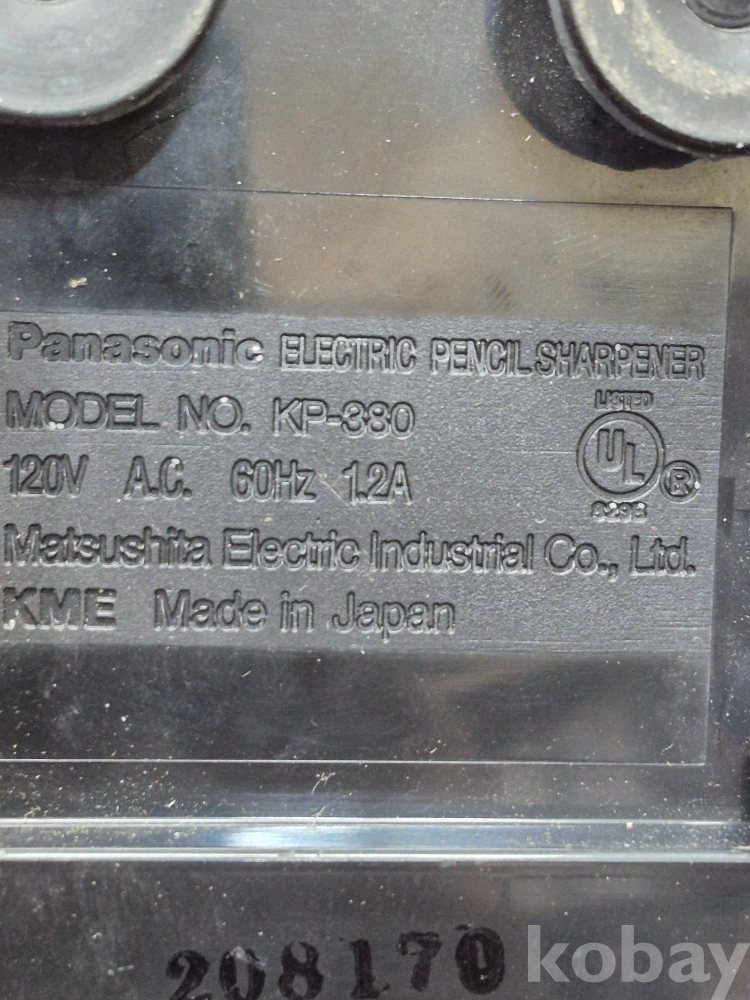 Panasonic ELECTRIC PENCIL SHARPENER
MODEL NO. KP-380
LISTED
UL ®
120V A.C. 60Hz 1.2A
829B
Matsushita Electric Industrial Co., Ltd.
KME Made in Japan
208170
kobay